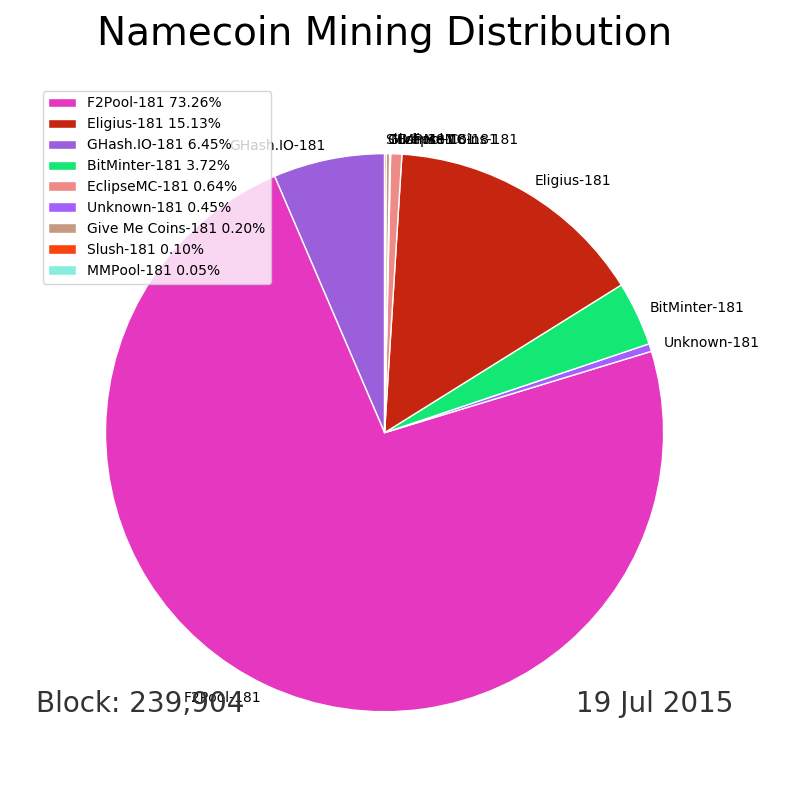 Namecoin Mining Distribution
F2Pool-181 73.26%
Eligius-181 15.13%
GHash.IO-181 6.45%
BitMinter-181 3.72%
EclipseMC-181 0.64%
Unknown-181 0.45%
Give Me Coins-181 0.20%
Slush-181 0.10%
MMPool-181 0.05%
GHash.IO-181
Eligius-181
BitMinter-181
Unknown-181
F2Pool-181
Block: 239,904
19 Jul 2015